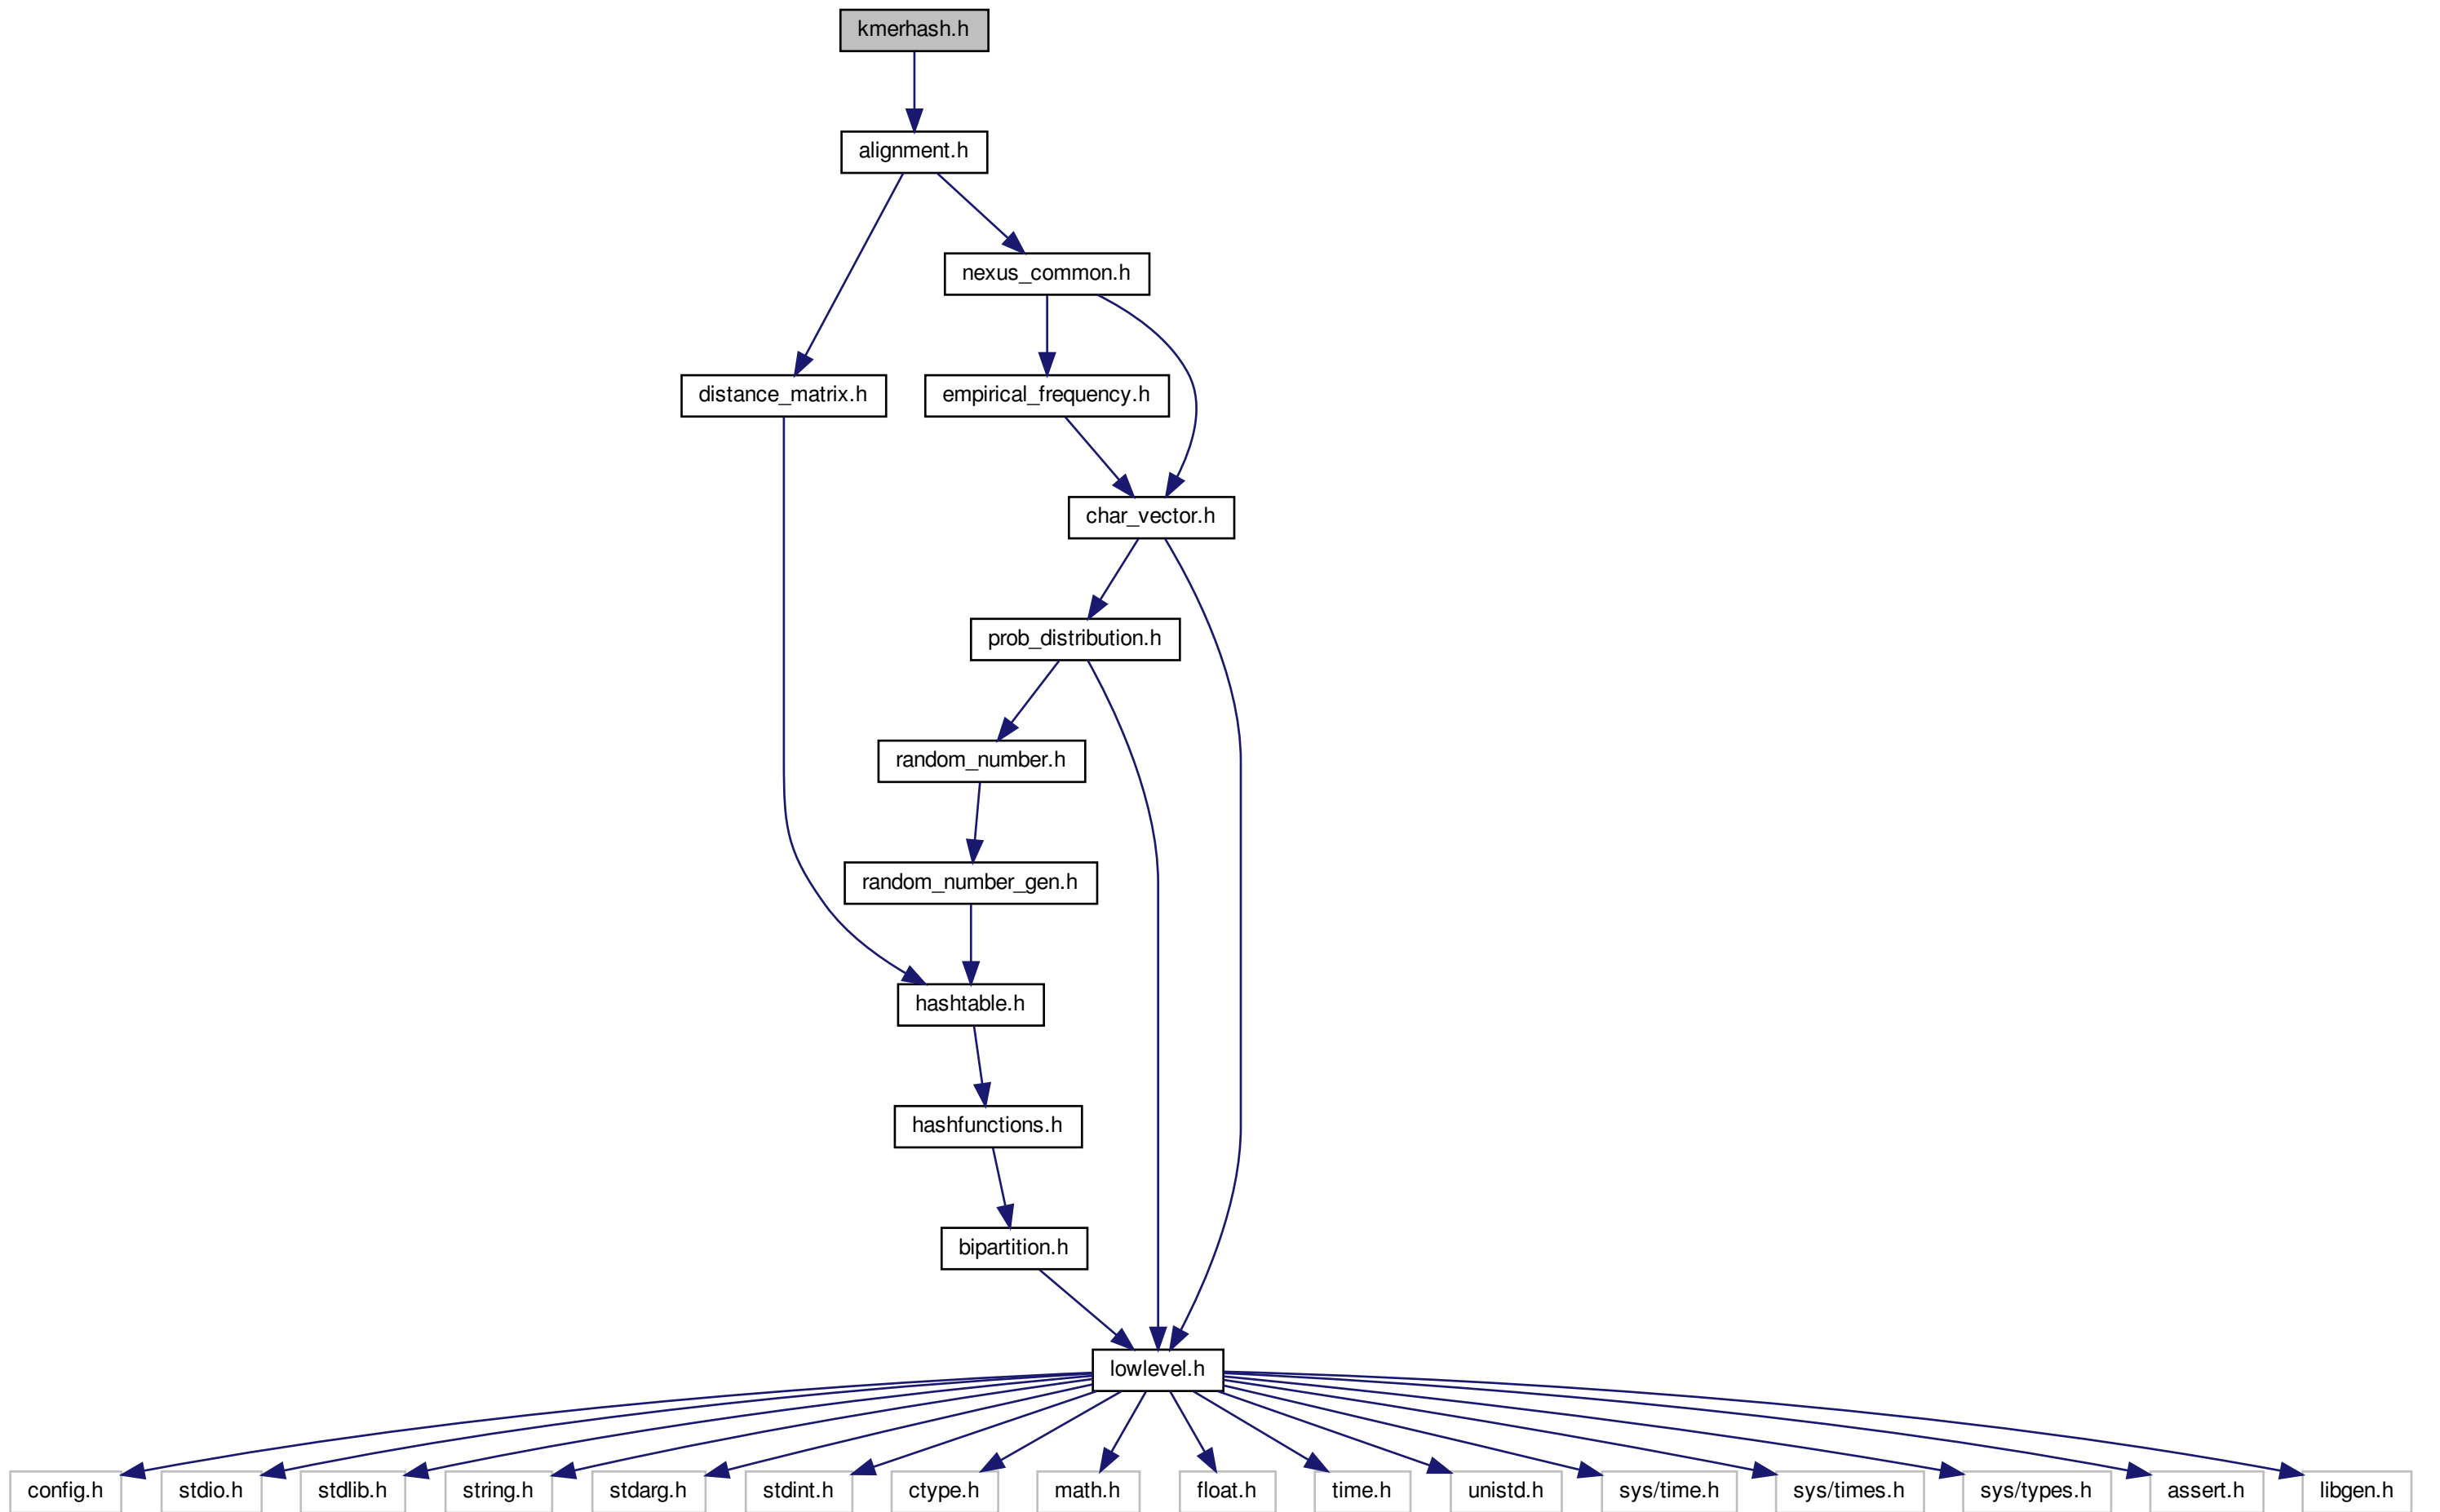 kmerhash.h
alignment.h
nexus_common.h
distance_matrix.h
empirical_frequency.h
char_vector.h
prob_distribution.h
random_number.h
random_number_gen.h
hashtable.h
hashfunctions.h
bipartition.h
lowlevel.h
config.h
stdio.h
stdlib.h
string.h
stdarg.h
stdint.h
ctype.h
math.h
float.h
time.h
unistd.h
sys/time.h
sys/times.h
sys/types.h
assert.h
libgen.h